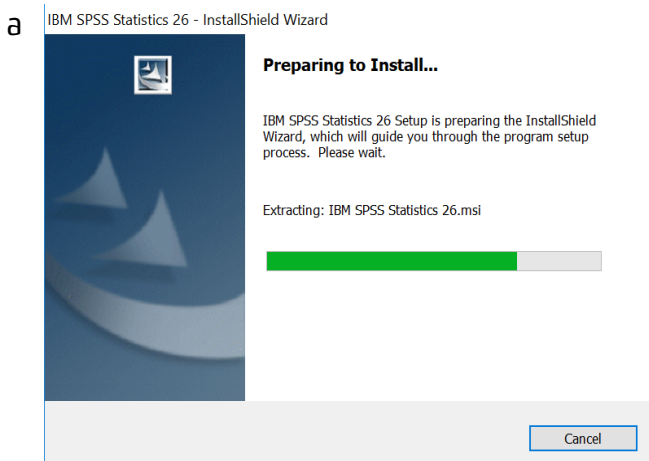 a
IBM SPSS Statistics 26 - InstallShield Wizard
Preparing to Install...
IBM SPSS Statistics 26 Setup is preparing the InstallShield
Wizard, which will guide you through the program setup
process.  Please wait.
Extracting: IBM SPSS Statistics 26.msi
Cancel